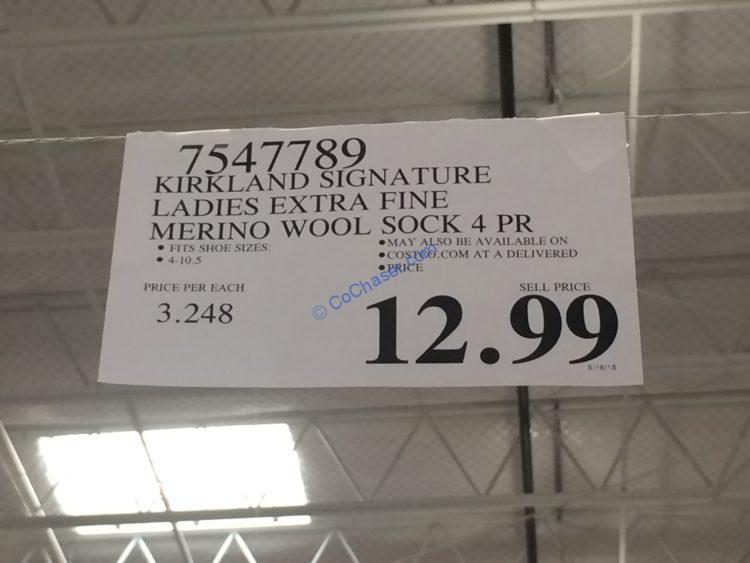 7547789
KIRKLAND SIGNATURE
LADIES EXTRA FINE
MERINO WOOL SOCK 4 PR
• FITS SHOE SIZES:
• 4-10.5
• MAY ALSO BE AVAILABLE ON
• COSTCO.COM AT A DELIVERED
• PRICE
PRICE PER EACH
3.248
SELL PRICE
12.99
8/18/18
© CoChaser.com